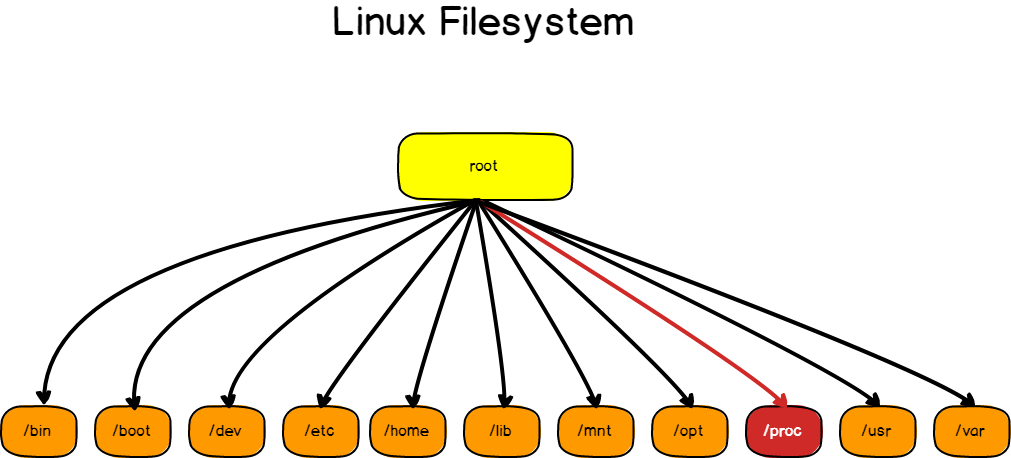 Linux Filesystem
root
/bin
/boot
/dev
/etc
/home
/lib
/mnt
/opt
/proc
/usr
/var